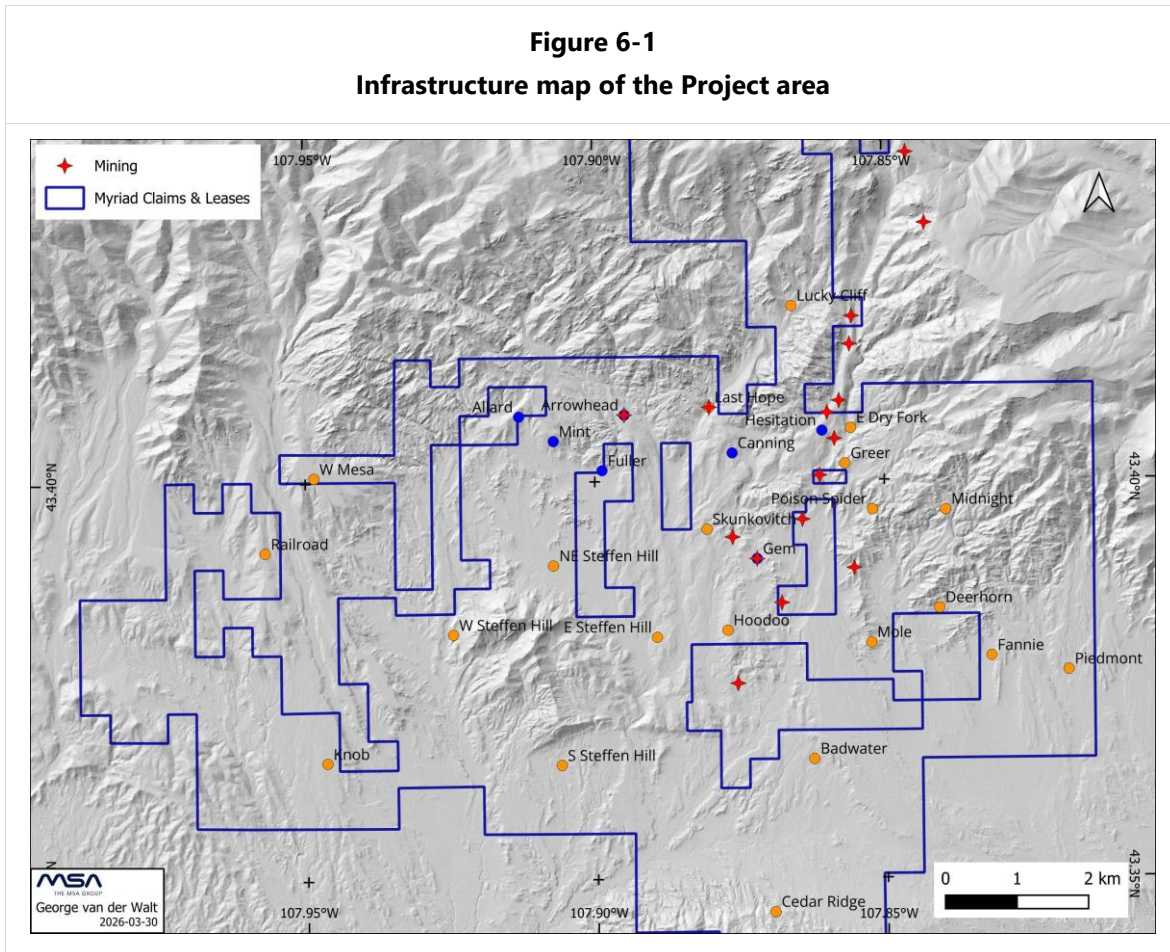 Figure 6-1
Infrastructure map of the Project area
Mining
Myriad Claims & Leases
107.95°W
107.90°W
107.85°W
Lucky Cliff
Last Hope
Allard
Arrowhead
Hesitation
E Dry Fork
Mint
Canning
Fuller
Greer
W Mesa
43.40°N
43.40°N
Poison Spider
Midnight
Skunkovitch
Railroad
Gem
NE Steffen Hill
Deerhorn
W Steffen Hill
E Steffen Hill
Hoodoo
Mole
Fannie
Piedmont
Knob
S Steffen Hill
Badwater
43.35°N
N
MSA
THE MSA GROUP
George van der Walt
2026-03-30
107.95°W
107.90°W
107.85°W
Cedar Ridge
0 1 2 km